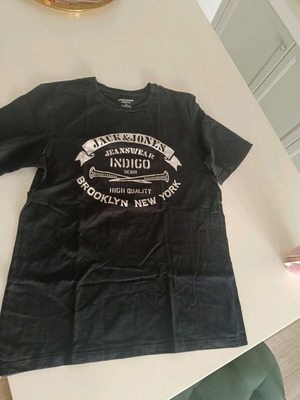 JACK & JONES
JEANSWEAR
INDIGO
HIGH QUALITY
BROOKLYN NEW YORK